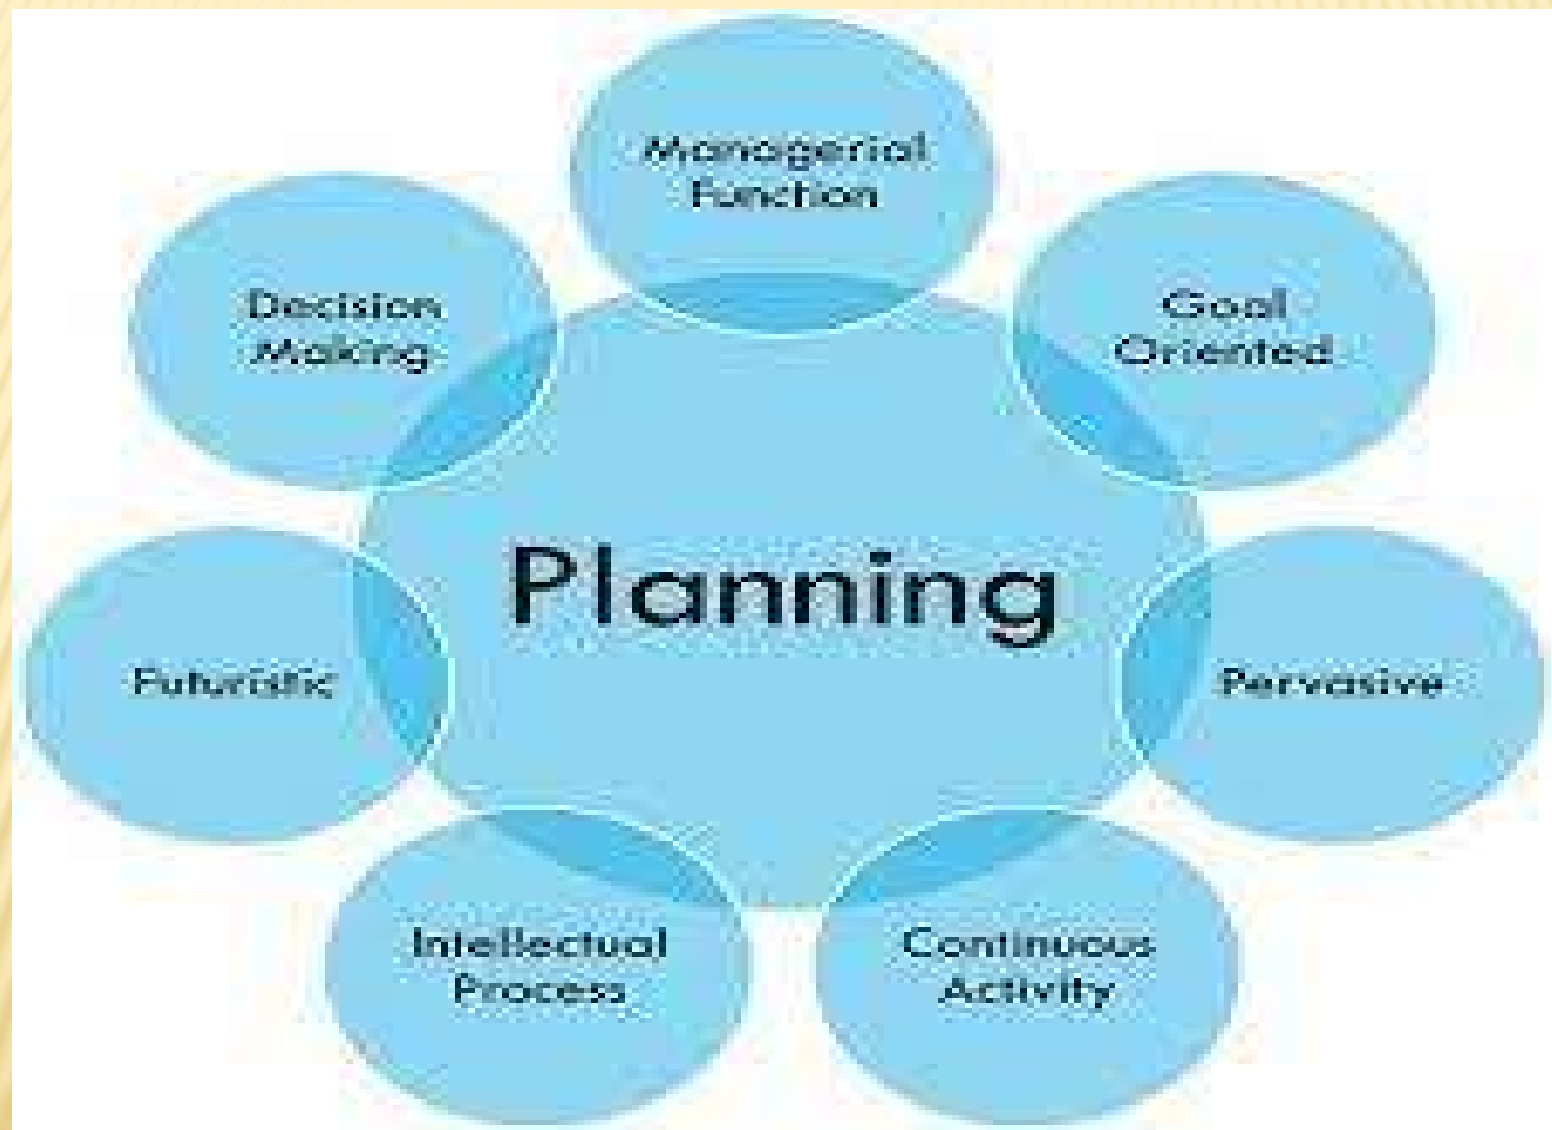 Managerial
Function
Goal
Oriented
Pervasive
Continuous
Activity
Intellectual
Process
Futuristic
Decision
Making
Planning